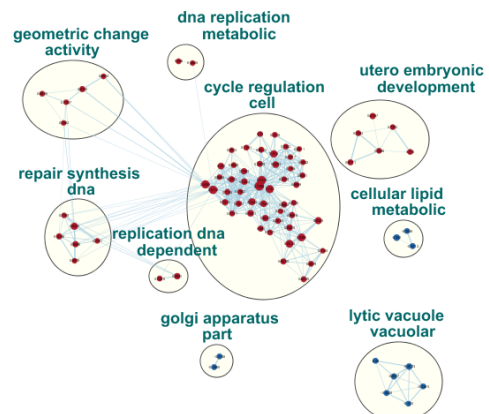 dna replication
metabolic
geometric change
activity
cycle regulation
cell
utero embryonic
development
repair synthesis
dna
cellular lipid
metabolic
replication dna
dependent
golgi apparatus
part
lytic vacuole
vacuolar